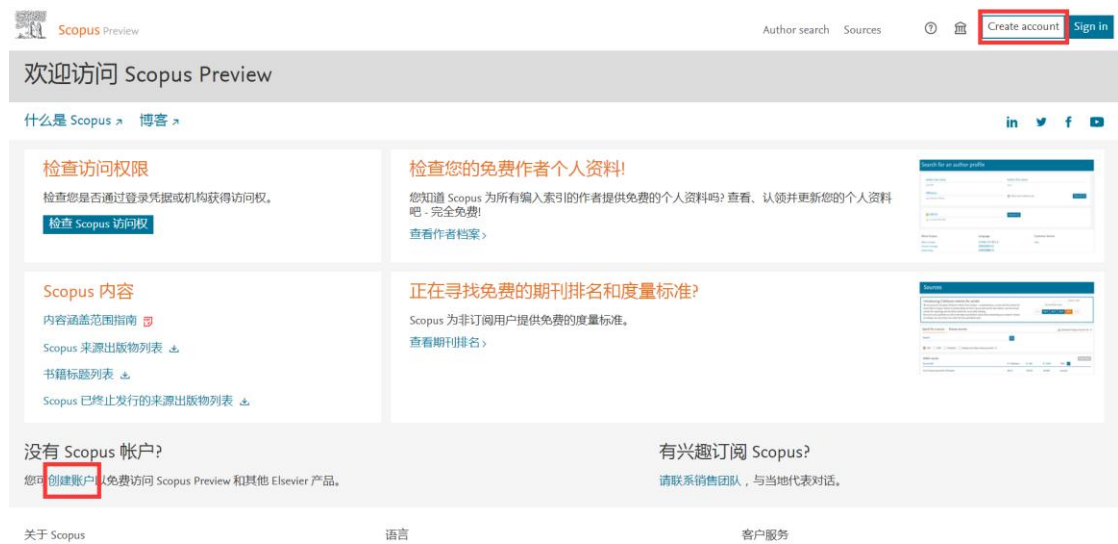 Scopus Preview
Author search Sources
Create account
Sign in
欢迎访问 Scopus Preview
什么是 Scopus 博客
检查访问权限
检查您是否通过登录凭据或机构获得访问权。
检查 Scopus 访问权
检查您的免费作者个人资料!
您知道 Scopus 为所有编入索引的作者提供免费的个人资料吗? 查看、认领并更新您的个人资料
吧 - 完全免费!
查看作者档案
Search for an author profile
Scopus 内容
内容涵盖范围指南
Scopus 来源出版物列表
书籍标题列表
Scopus 已终止发行的来源出版物列表
正在寻找免费的期刊排名和度量标准?
Scopus 为非订阅用户提供免费的度量标准。
查看期刊排名
Sources
没有 Scopus 帐户?
您可创建账户以免费访问 Scopus Preview 和其他 Elsevier 产品。
有兴趣订阅 Scopus?
请联系销售团队，与当地代表对话。
关于 Scopus
语言
客户服务